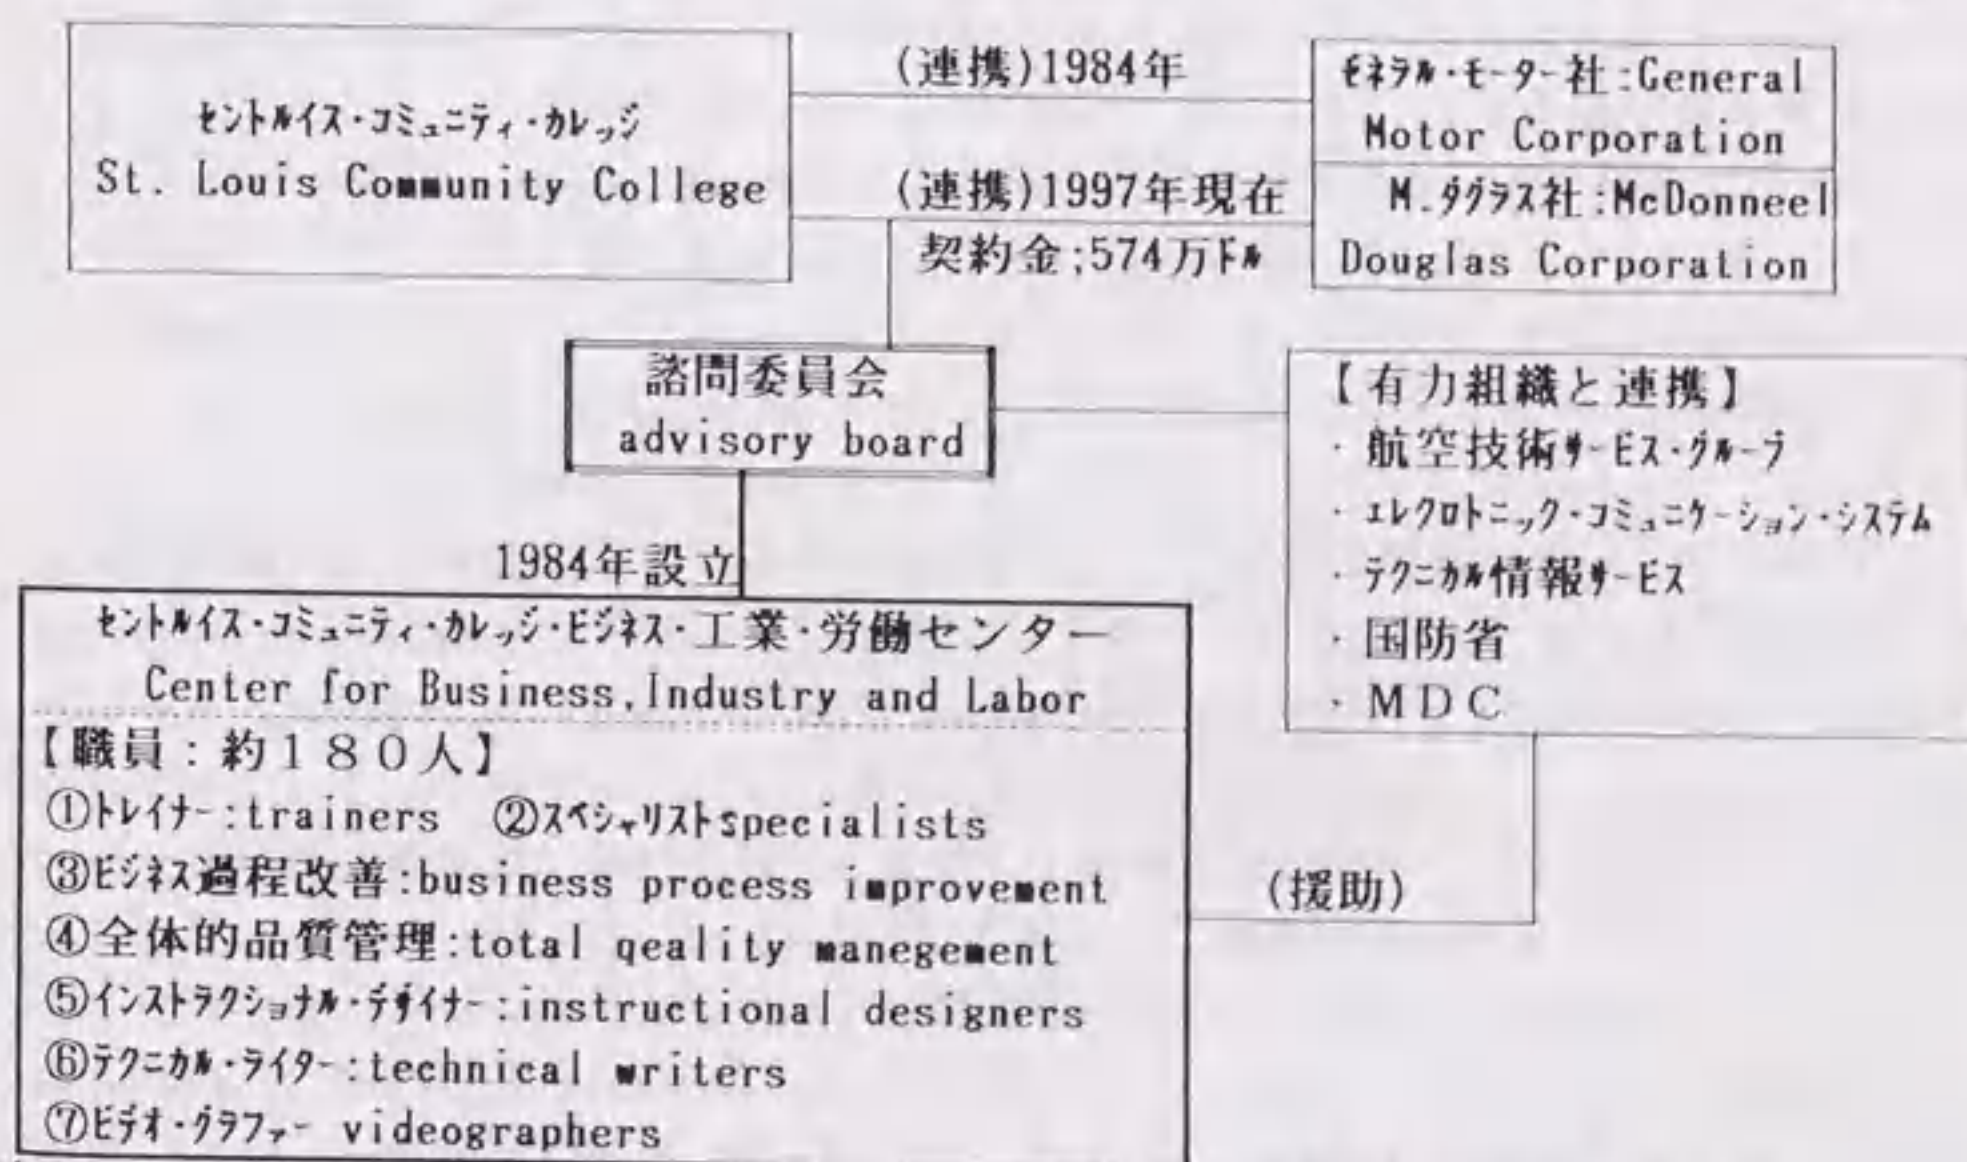 セントルイス・コミュニティ・カレッジ
St. Louis Community College
(連携)1984年
(連携)1997年現在
契約金;574万ドル
ゼネラル・モーター社:General
Motor Corporation
M.ダグラス社:McDonneel
Douglas Corporation
諮問委員会
advisory board
【有力組織と連携】
・航空技術サービス・グループ
・エレクロトニック・コミュニケーション・システム
・テクニカル情報サービス
・国防省
・MDC
1984年設立
セントルイス・コミュニティ・カレッジ・ビジネス・工業・労働センター
Center for Business,Industry and Labor
【職員:約180人】
①トレイナー:trainers ②スペシャリストspecialists
③ビジネス過程改善:business process improvement
④全体的品質管理:total qeality manegement
⑤インストラクショナル・デザイナー:instructional designers
⑥テクニカル・ライター:technical writers
⑦ビデオ・グラファー videographers
(援助)